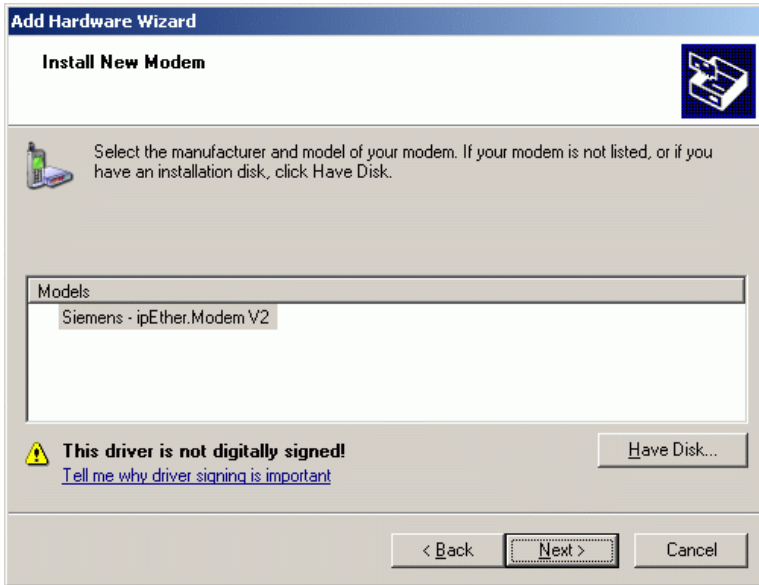 Add Hardware Wizard
Install New Modem
Select the manufacturer and model of your modem. If your modem is not listed, or if you
have an installation disk, click Have Disk.
Models
Siemens - ipEther.Modem V2
This driver is not digitally signed!
Have Disk...
Tell me why driver signing is important
< Back
Next >
Cancel